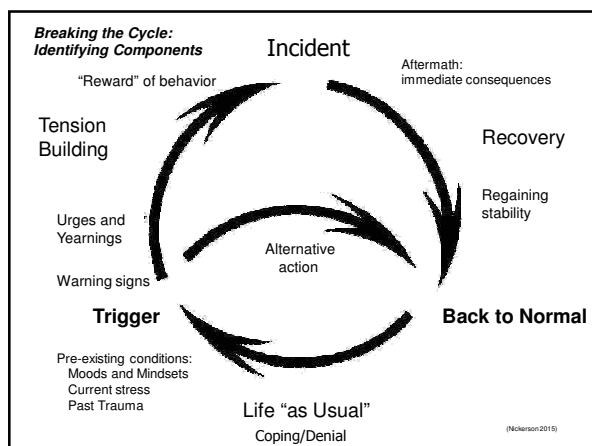 Breaking the Cycle:
Identifying Components
Incident
"Reward" of behavior
Aftermath:
immediate consequences
Tension
Building
Recovery
Urges and
Yearnings
Regaining
stability
Alternative
action
Warning signs
Trigger
Back to Normal
Pre-existing conditions:
Moods and Mindsets
Current stress
Past Trauma
Life "as Usual"
Coping/Denial
(Nickerson 2015)